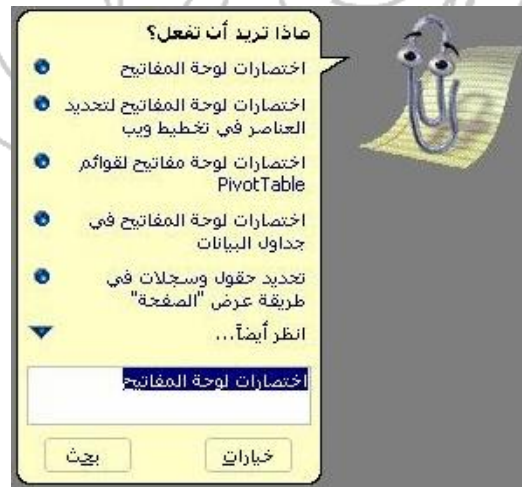 ماذا تريد أن تفعل؟
اختصارات لوحة المفاتيح
اختصارات لوحة المفاتيح لتحديد
العناصر في تخطيط ويب
اختصارات لوحة مفاتيح لقوائم
PivotTable
اختصارات لوحة المفاتيح في
جداول البيانات
تحديد حقول وسجلات في
طريقة عرض "الصفحة"
انظر أيضاً...
اختصارات لوحة المفاتيح
خيارات
بحث